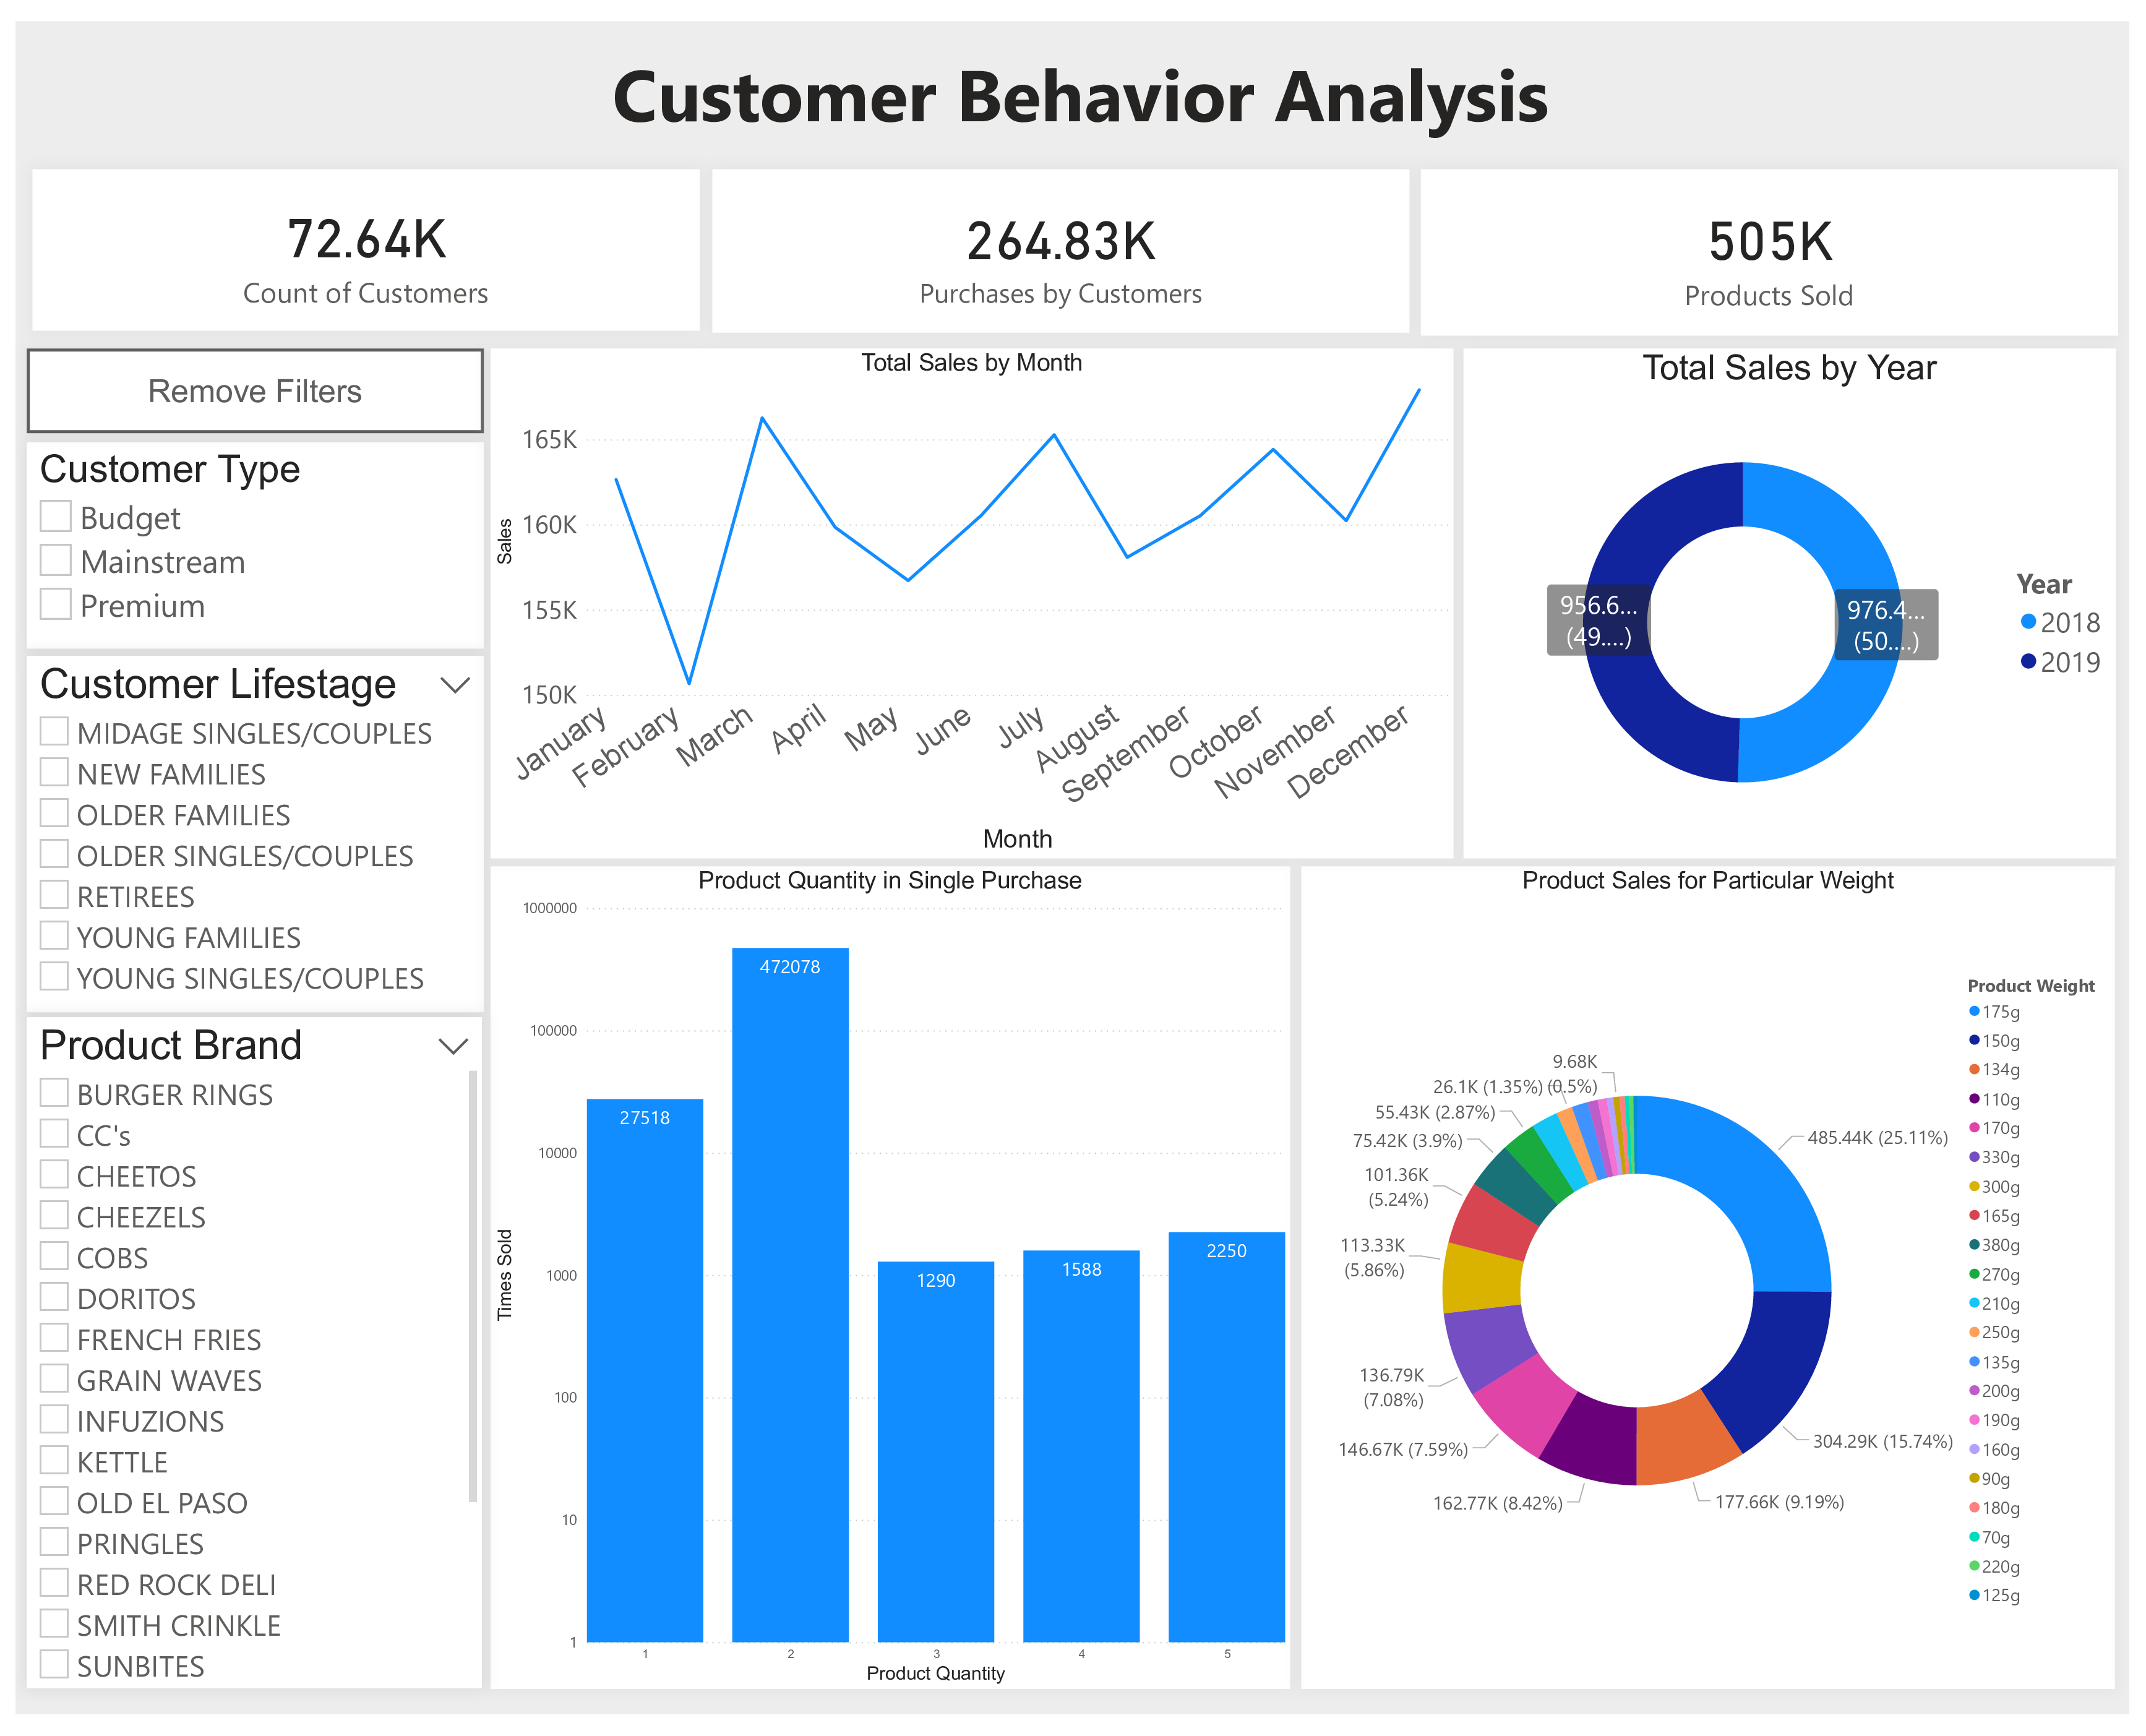 Customer Behavior Analysis
72.64K
Count of Customers
264.83K
Purchases by Customers
505K
Products Sold
Remove Filters
Customer Type
Budget
Mainstream
Premium
Customer Lifestage
MIDAGE SINGLES/COUPLES
NEW FAMILIES
OLDER FAMILIES
OLDER SINGLES/COUPLES
RETIREES
YOUNG FAMILIES
YOUNG SINGLES/COUPLES
Product Brand
BURGER RINGS
CC's
CHEETOS
CHEEZELS
COBS
DORITOS
FRENCH FRIES
GRAIN WAVES
INFUZIONS
KETTLE
OLD EL PASO
PRINGLES
RED ROCK DELI
SMITH CRINKLE
SUNBITES
Total Sales by Month
Sales
165K
160K
155K
150K
January
February
March
April
May
June
July
August
September
October
November
December
Month
Total Sales by Year
956.6...
(49....)
976.4...
(50....)
Year
2018
2019
Product Quantity in Single Purchase
Times Sold
1000000
100000
10000
1000
100
10
1
27518
472078
1290
1588
2250
1
2
3
4
5
Product Quantity
Product Sales for Particular Weight
9.68K
(0.5%)
26.1K (1.35%)
55.43K (2.87%)
75.42K (3.9%)
101.36K
(5.24%)
113.33K
(5.86%)
136.79K
(7.08%)
146.67K (7.59%)
162.77K (8.42%)
177.66K (9.19%)
304.29K (15.74%)
485.44K (25.11%)
Product Weight
175g
150g
134g
110g
170g
330g
300g
165g
380g
270g
210g
250g
135g
200g
190g
160g
90g
180g
70g
220g
125g